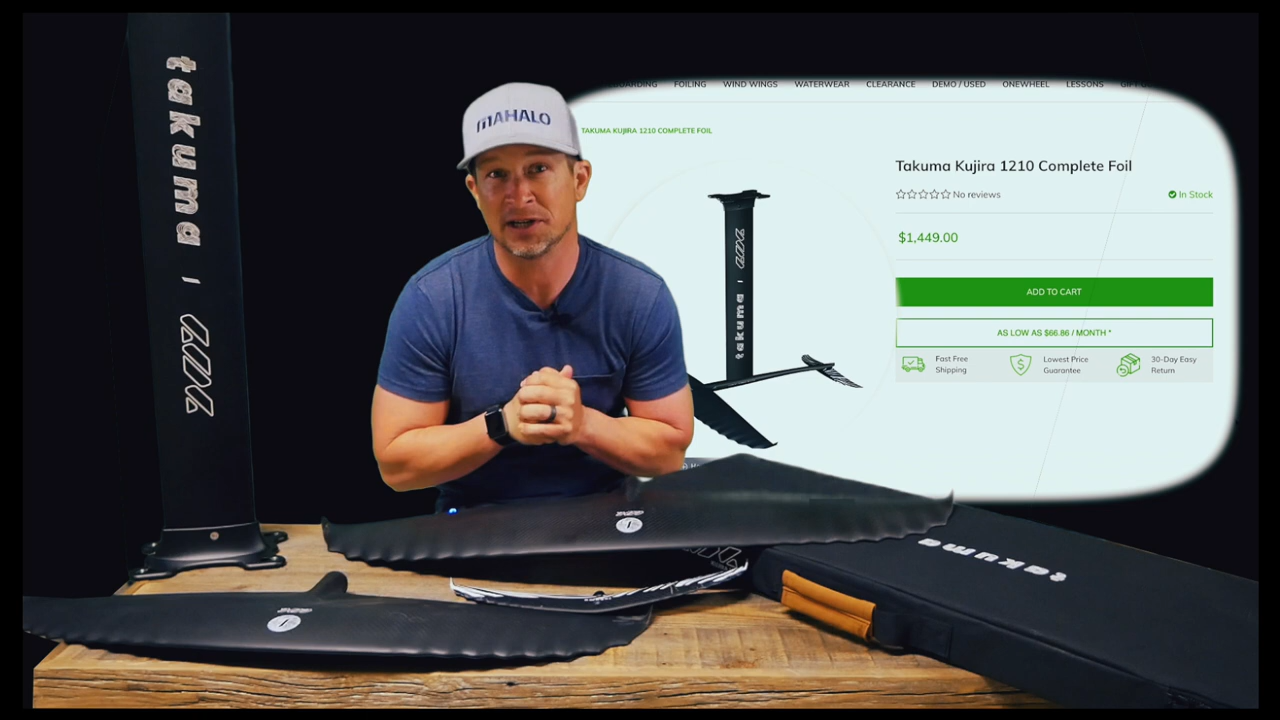 takuma
MAHALO
FOILING WIND WINGS WATERWEAR CLEARANCE DEMO / USED ONEWHEEL LESSONS
TAKUMA KUJIRA 1210 COMPLETE FOIL
Takuma Kujira 1210 Complete Foil
No reviews
In Stock
$1,449.00
ADD TO CART
AS LOW AS $66.86 / MONTH *
Fast Free
Shipping
Lowest Price
Guarantee
30-Day Easy
Return
takuma
takuma